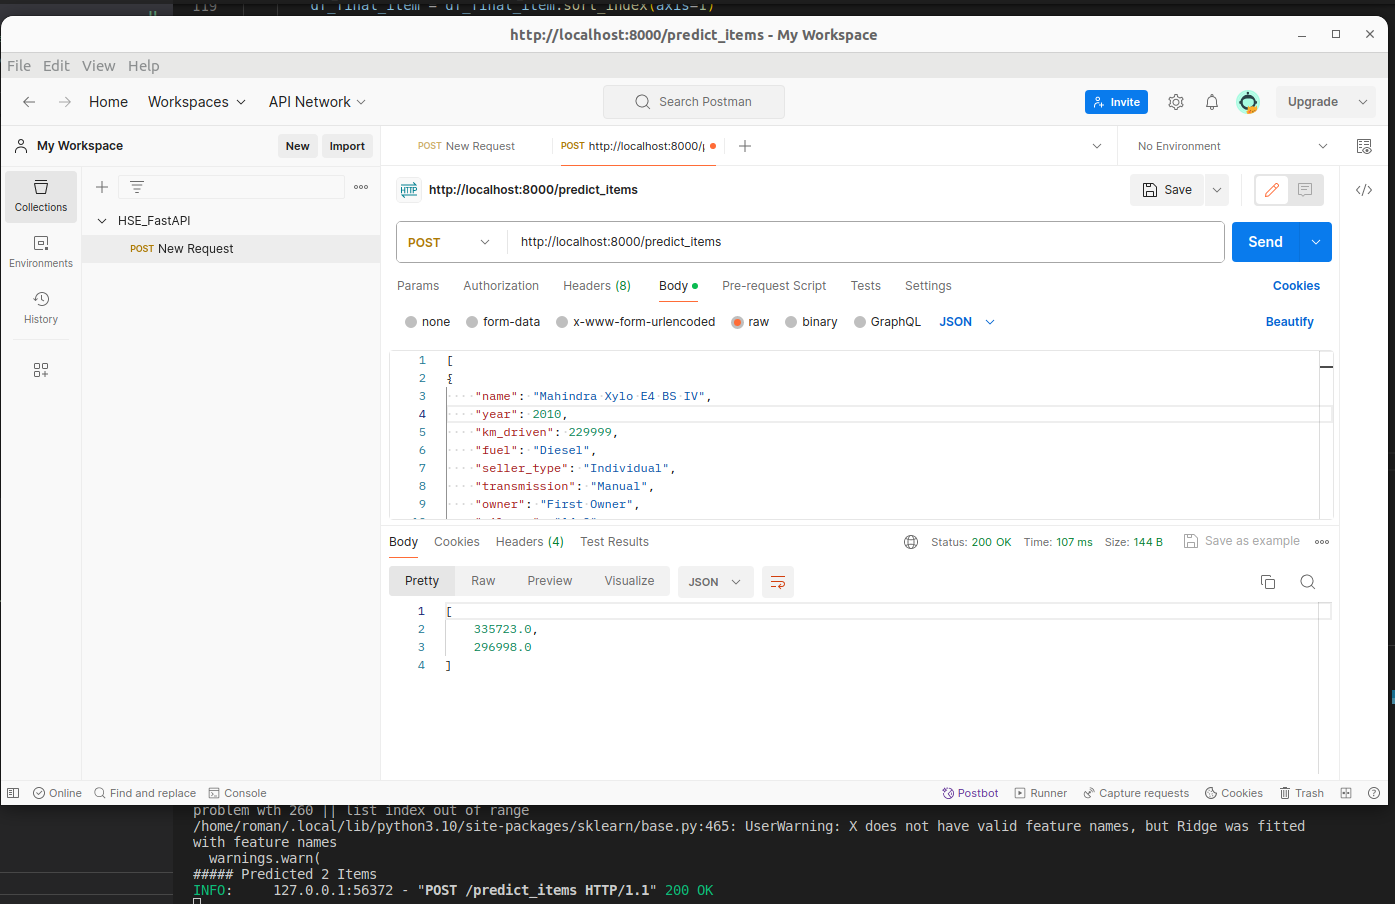 119 df_final_item = df_final_item.sort_index(axis=1)
http://localhost:8000/predict_items - My Workspace
File Edit View Help
Home Workspaces API Network Search Postman Invite Upgrade
My Workspace New Import POST New Request POST http://localhost:8000/p No Environment
Collections
Environments
History
HSE_FastAPI
POST New Request
HTTP http://localhost:8000/predict_items Save </>
POST http://localhost:8000/predict_items Send
Params Authorization Headers (8) Body Pre-request Script Tests Settings Cookies
none form-data x-www-form-urlencoded raw binary GraphQL JSON Beautify
1 [
2 {
3 "name": "Mahindra Xylo E4 BS IV",
4 "year": 2010,
5 "km_driven": 229999,
6 "fuel": "Diesel",
7 "seller_type": "Individual",
8 "transmission": "Manual",
9 "owner": "First Owner",
Body Cookies Headers (4) Test Results Status: 200 OK Time: 107 ms Size: 144 B Save as example
Pretty Raw Preview Visualize JSON
1 [
2 335723.0,
3 296998.0
4 ]
Online Find and replace Console Postbot Runner Capture requests Cookies Trash
problem wth 260 || list index out of range
/home/roman/.local/lib/python3.10/site-packages/sklearn/base.py:465: UserWarning: X does not have valid feature names, but Ridge was fitted
with feature names
warnings.warn(
##### Predicted 2 Items
INFO: 127.0.0.1:56372 - "POST /predict_items HTTP/1.1" 200 OK